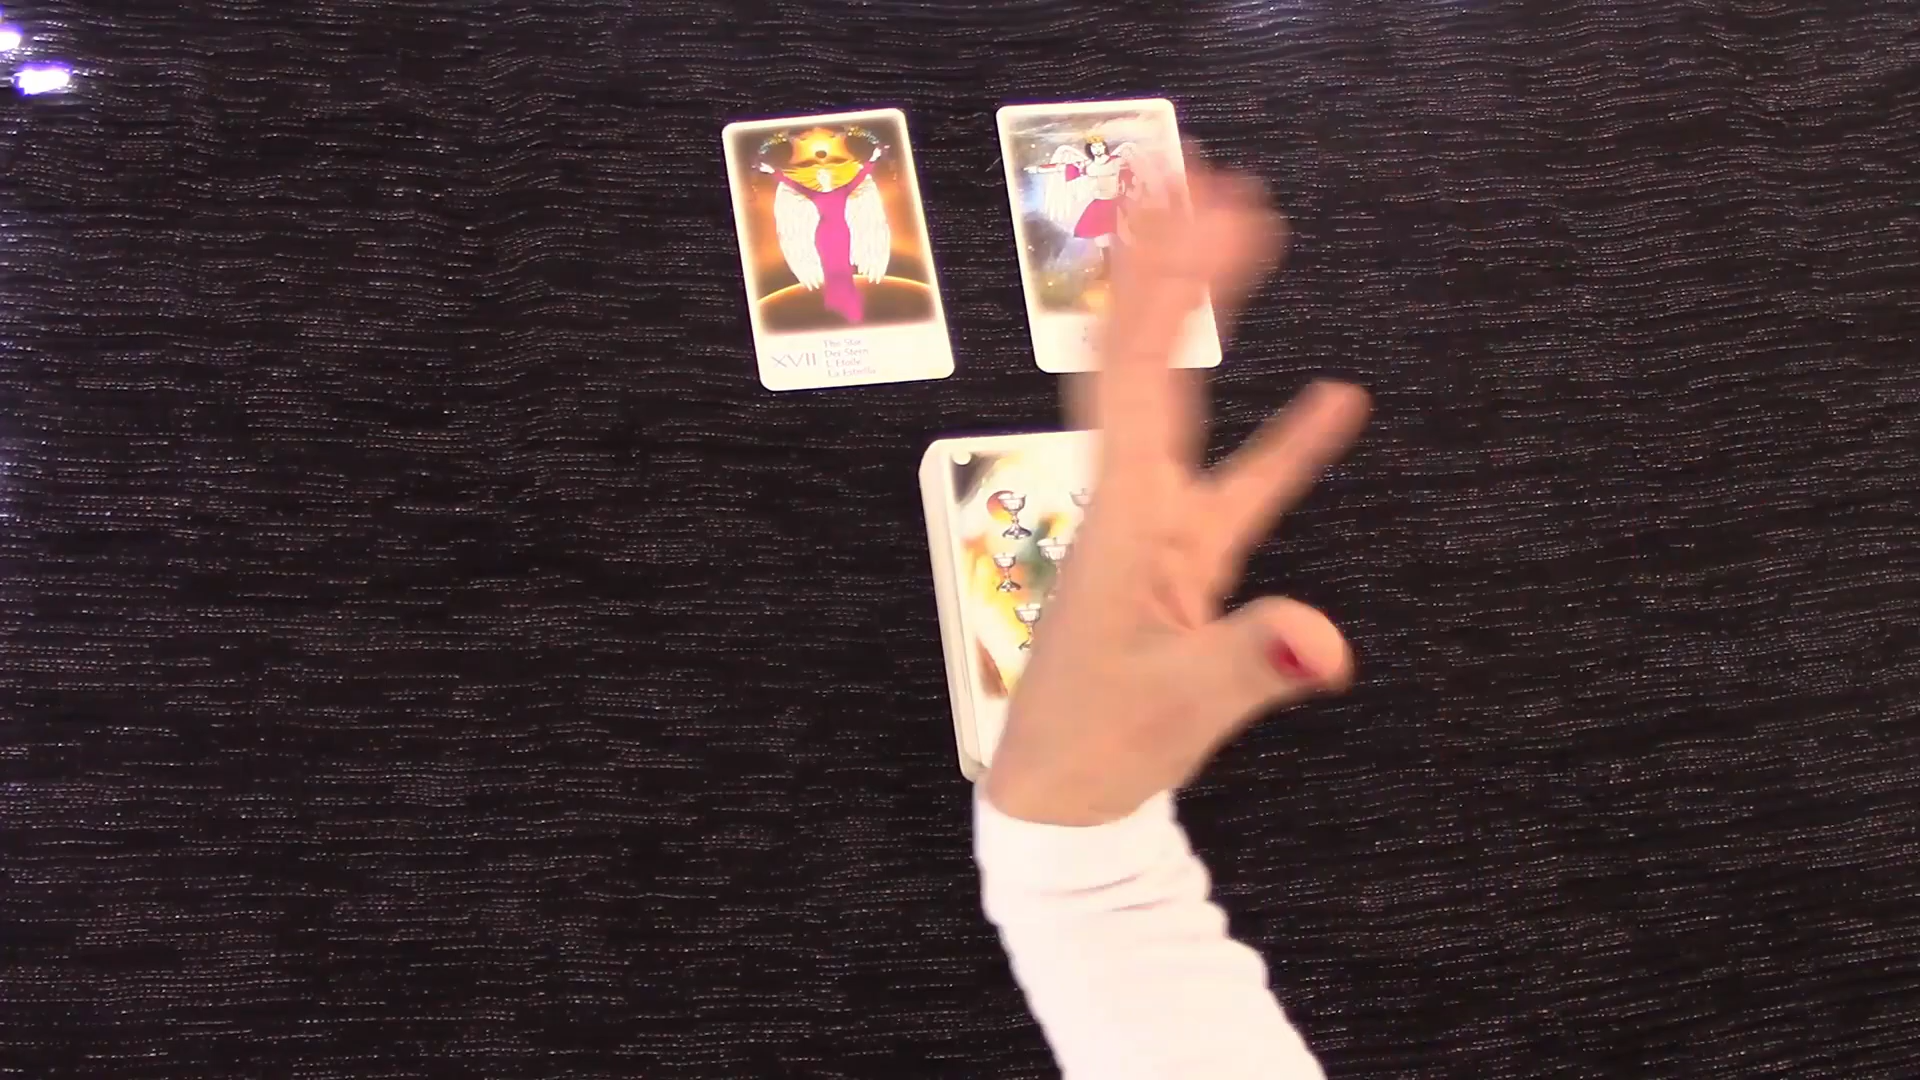 XVII
The Star
Der Stern
L'Etoile
La Estrella